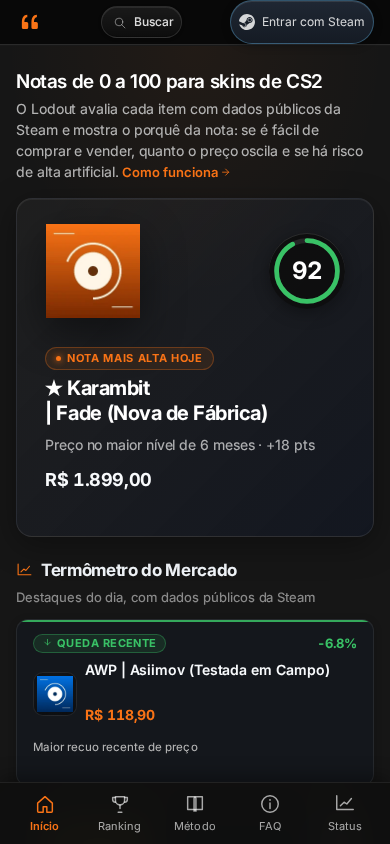 Buscar
Entrar com Steam
Notas de 0 a 100 para skins de CS2
O Lodout avalia cada item com dados públicos da
Steam e mostra o porquê da nota: se é fácil de
comprar e vender, quanto o preço oscila e se há risco
de alta artificial. Como funciona →
92
NOTA MAIS ALTA HOJE
★ Karambit
| Fade (Nova de Fábrica)
Preço no maior nível de 6 meses · +18 pts
R$ 1.899,00
Termômetro do Mercado
Destaques do dia, com dados públicos da Steam
↓ QUEDA RECENTE
-6.8%
AWP | Asiimov (Testada em Campo)
R$ 118,90
Maior recuo recente de preço
Início
Ranking
Método
FAQ
Status